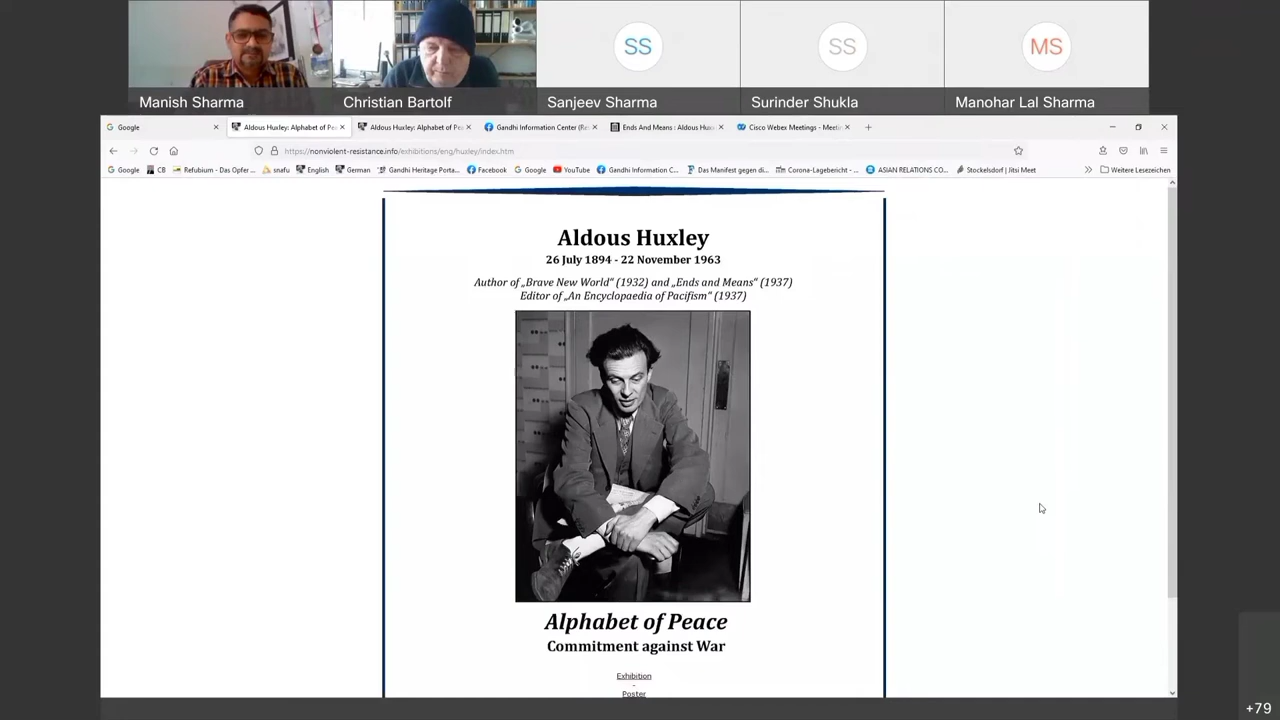 SS
SS
MS
Manish Sharma
Christian Bartolf
Sanjeev Sharma
Surinder Shukla
Manohar Lal Sharma
Google
Aldous Huxley: Alphabet of Pe
Aldous Huxley: Alphabet of Pe
Gandhi Information Center (Re
Ends And Means : Aldous Hux
Cisco Webex Meetings - Meeti
https://nonviolent-resistance.info/exhibitions/eng/huxley/index.htm
Google
CB
Refubium - Das Opfer ...
snafu
English
German
Gandhi Heritage Porta...
Facebook
Google
YouTube
Gandhi Information C...
Das Manifest gegen di...
Corona-Lagebericht - ...
ASIAN RELATIONS CO...
Stockelsdorf | Jitsi Meet
Weitere Lesezeichen
Aldous Huxley
26 July 1894 - 22 November 1963
Author of „Brave New World“ (1932) and „Ends and Means“ (1937)
Editor of „An Encyclopaedia of Pacifism“ (1937)
Alphabet of Peace
Commitment against War
Exhibition
-
Poster
+79